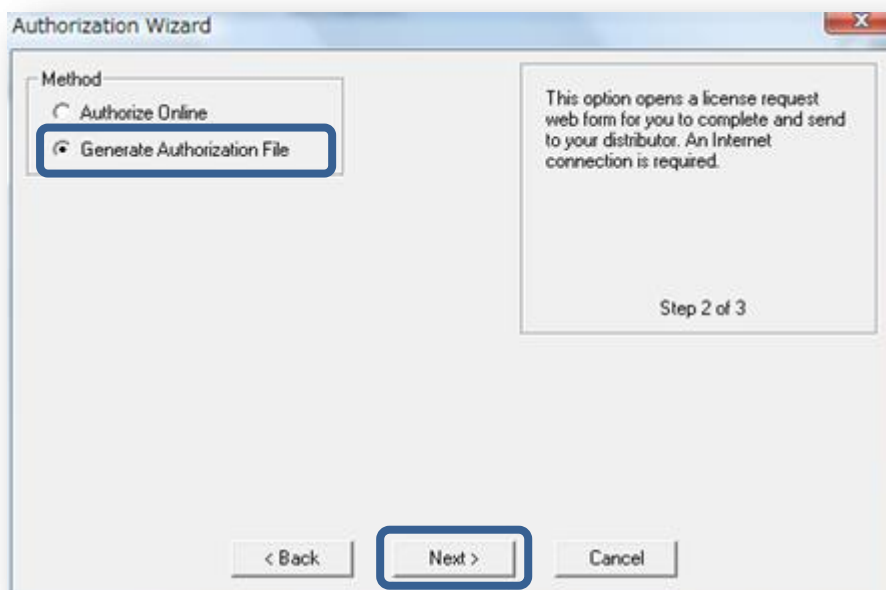 Authorization Wizard
x
Method
Authorize Online
Generate Authorization File
This option opens a license request
web form for you to complete and send
to your distributor. An Internet
connection is required.
Step 2 of 3
< Back
Next >
Cancel